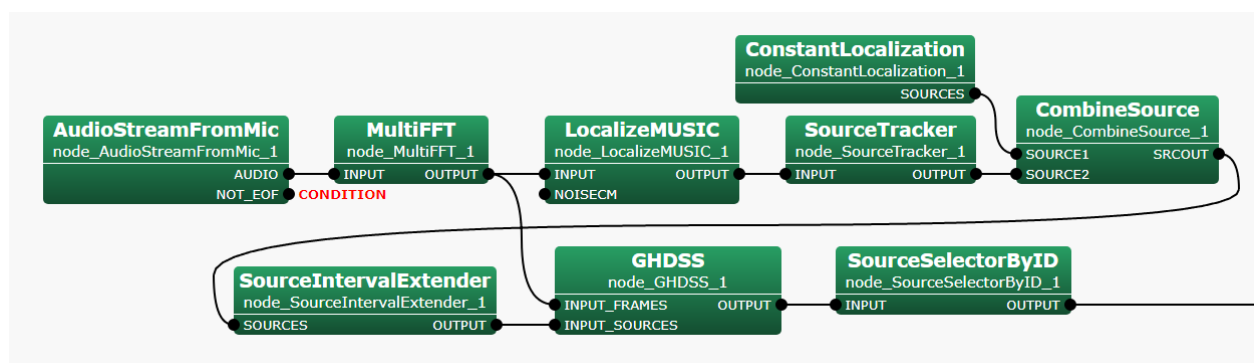 ConstantLocalization
node_ConstantLocalization_1
SOURCES
AudioStreamFromMic
node_AudioStreamFromMic_1
AUDIO
NOT_EOF
CONDITION
MultiFFT
node_MultiFFT_1
INPUT OUTPUT
LocalizeMUSIC
node_LocalizeMUSIC_1
INPUT OUTPUT
NOISECM
SourceTracker
node_SourceTracker_1
INPUT OUTPUT
CombineSource
node_CombineSource_1
SOURCE1 SRCOUT
SOURCE2
SourceIntervalExtender
node_SourceIntervalExtender_1
SOURCES OUTPUT
GHDSS
node_GHDSS_1
INPUT_FRAMES OUTPUT
INPUT_SOURCES
SourceSelectorByID
node_SourceSelectorByID_1
INPUT OUTPUT